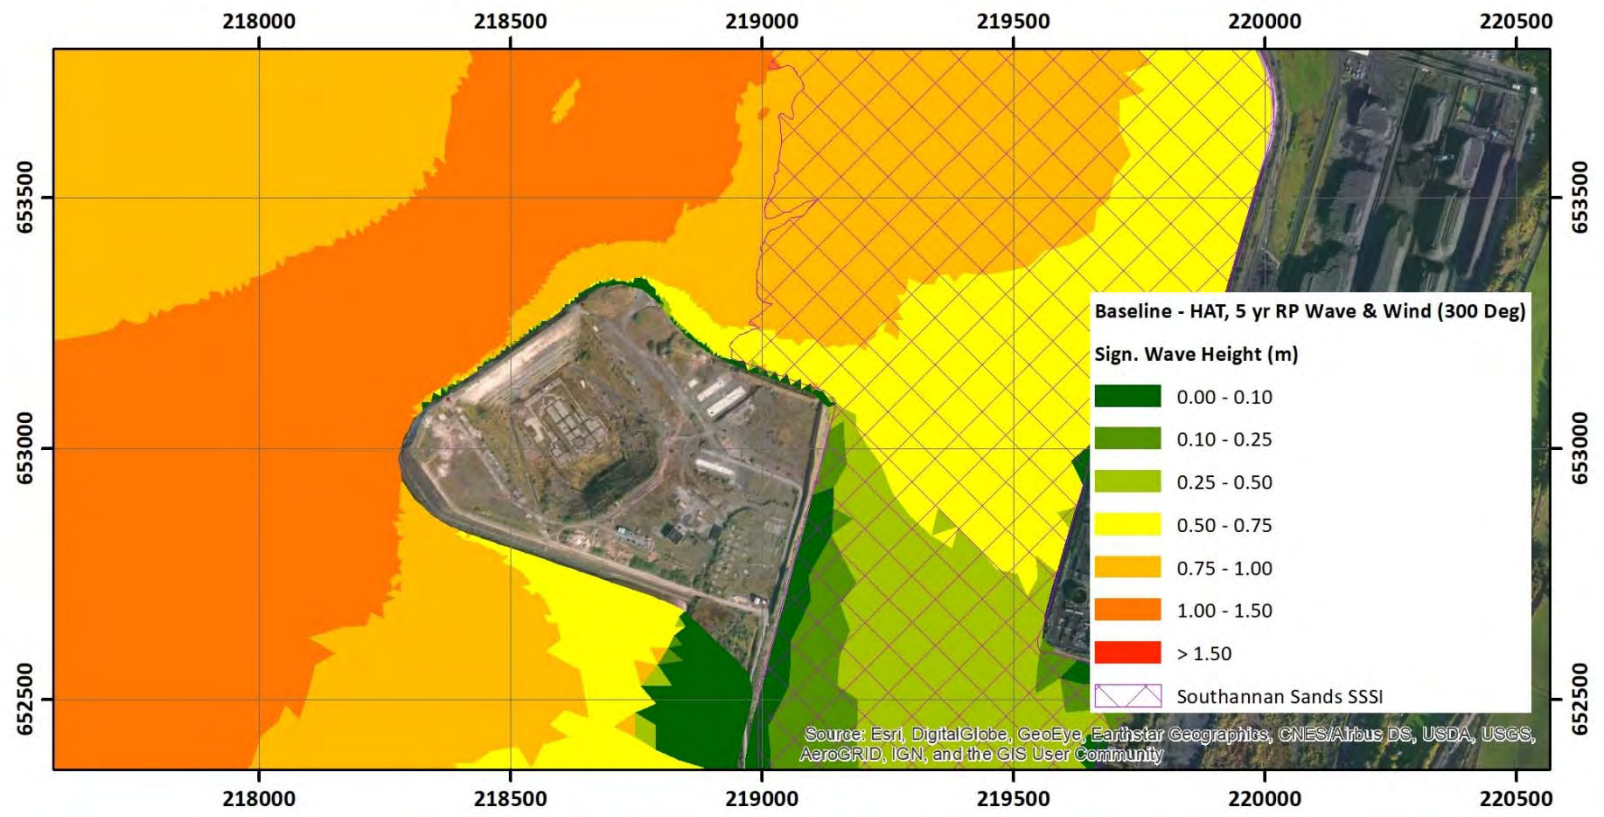 218000 218500 219000 219500 220000 220500
653500 653500
Baseline - HAT, 5 yr RP Wave & Wind (300 Deg)
Sign. Wave Height (m)
0.00 - 0.10
0.10 - 0.25
0.25 - 0.50
0.50 - 0.75
0.75 - 1.00
1.00 - 1.50
> 1.50
Southannan Sands SSSI
653000 653000
652500 652500
Source: Esri, DigitalGlobe, GeoEye, Earthstar Geographics, CNES/Airbus DS, USDA, USGS,
AeroGRID, IGN, and the GIS User Community
218000 218500 219000 219500 220000 220500